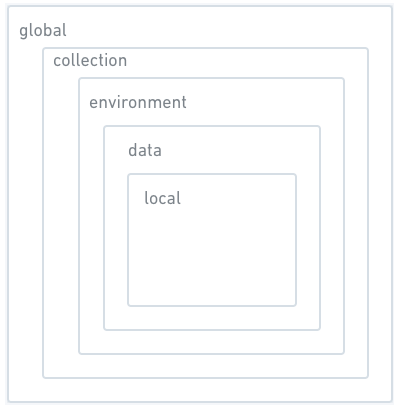 global
collection
environment
data
local